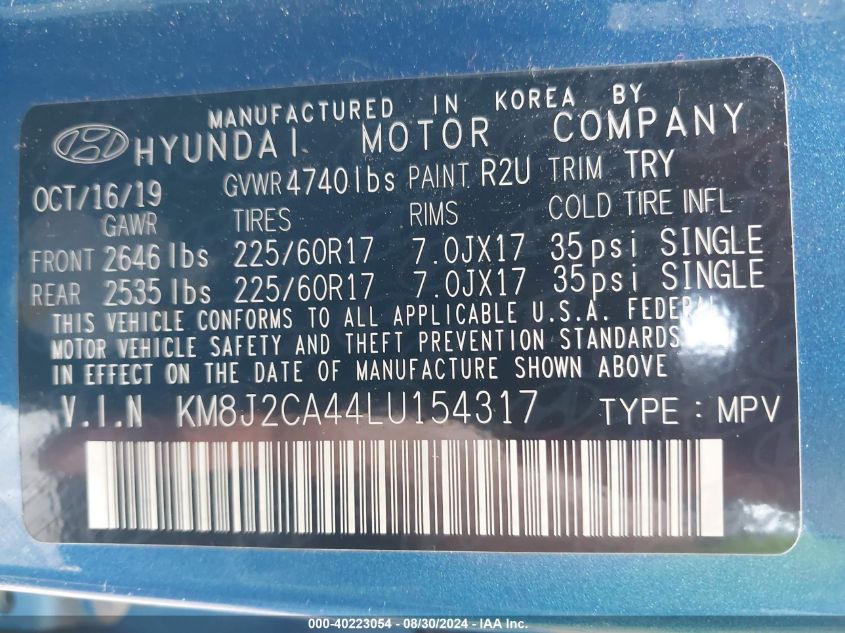 MANUFACTURED IN KOREA BY
HYUNDAI MOTOR COMPANY
OCT/16/19 GVWR 4740lbs PAINT R2U TRIM TRY
GAWR TIRES RIMS COLD TIRE INFL
FRONT 2646 lbs 225/60R17 7.0JX17 35psi SINGLE
REAR 2535 lbs 225/60R17 7.0JX17 35psi SINGLE
THIS VEHICLE CONFORMS TO ALL APPLICABLE U.S.A. FEDERAL
MOTOR VEHICLE SAFETY AND THEFT PREVENTION STANDARDS
IN EFFECT ON THE DATE OF MANUFACTURE SHOWN ABOVE
V.I.N KM8J2CA44LU154317 TYPE : MPV
000-40223054 - 08/30/2024 - IAA Inc.